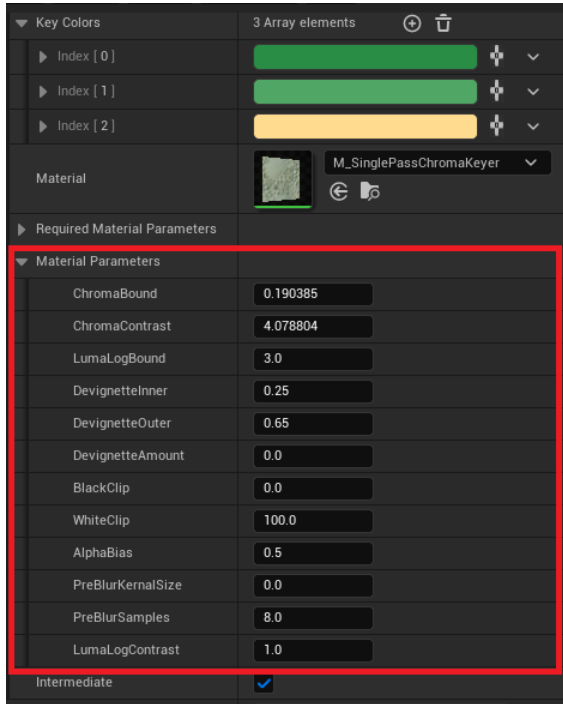 Key Colors 3 Array elements
Index [ 0 ]
Index [ 1 ]
Index [ 2 ]
Material M_SinglePassChromaKeyer
Required Material Parameters
Material Parameters
ChromaBound 0.190385
ChromaContrast 4.078804
LumaLogBound 3.0
DevignetteInner 0.25
DevignetteOuter 0.65
DevignetteAmount 0.0
BlackClip 0.0
WhiteClip 100.0
AlphaBias 0.5
PreBlurKernalSize 0.0
PreBlurSamples 8.0
LumaLogContrast 1.0
Intermediate